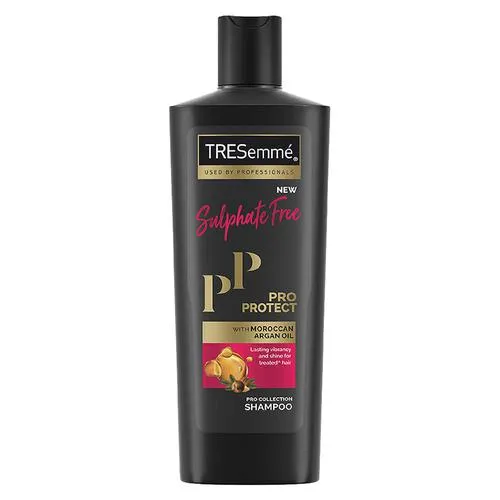 TRESemmé®
USED BY PROFESSIONALS
NEW
Sulphate Free
PP
PRO
PROTECT
WITH MOROCCAN
ARGAN OIL
Lasting vibrancy
and shine for
treated^ hair
PRO COLLECTION
SHAMPOO